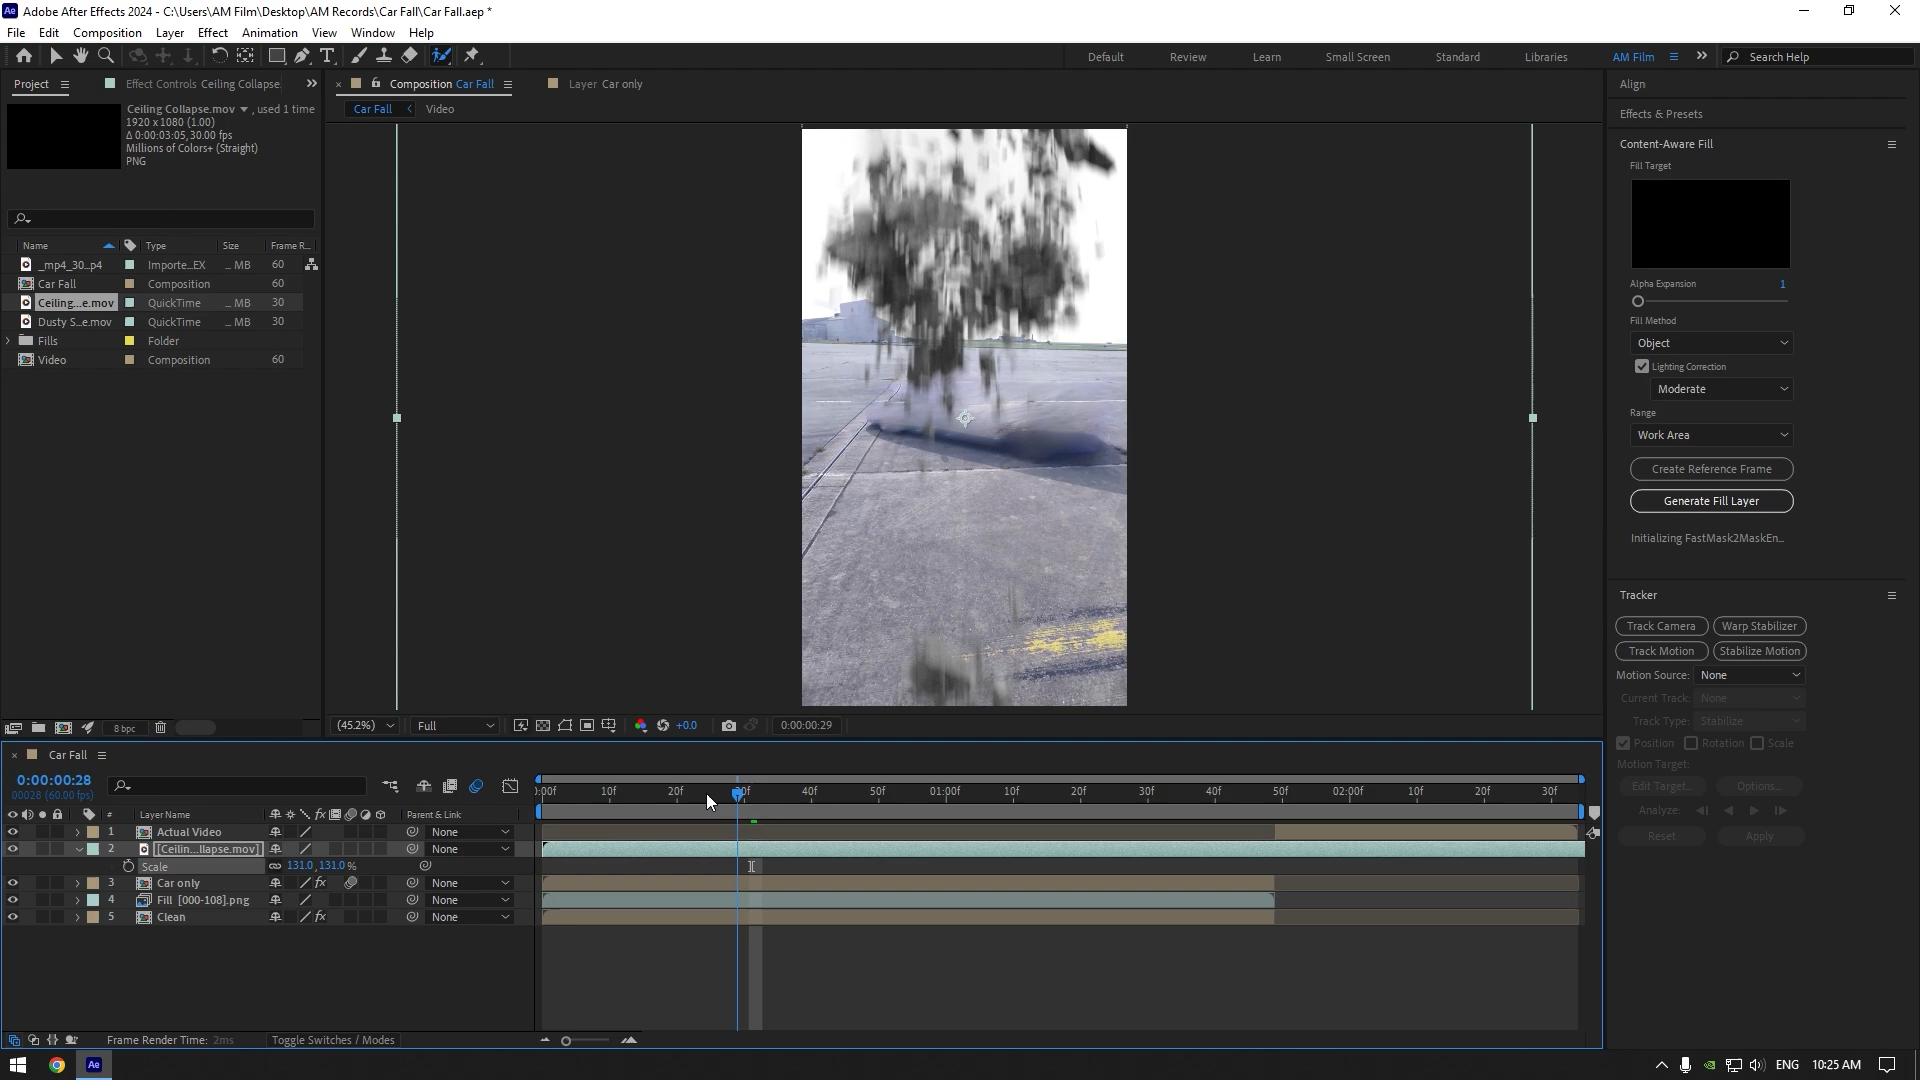 Adobe After Effects 2024 - C:\Users\AM Film\Desktop\AM Records\Car Fall\Car Fall.aep *
File Edit Composition Layer Effect Animation View Window Help
Default Review Learn Small Screen Standard Libraries AM Film Search Help
Project Effect Controls Ceiling Collapse
Ceiling Collapse.mov , used 1 time
1920 x 1080 (1.00)
Δ 0:00:03:05, 30.00 fps
Millions of Colors+ (Straight)
PNG
Name Type Size Frame R...
_mp4_30...p4 Importe...EX ... MB 60
Car Fall Composition 60
Ceiling...e.mov QuickTime ... MB 30
Dusty S...e.mov QuickTime ... MB 30
Fills Folder
Video Composition 60
8 bpc
Composition Car Fall Layer Car only
Car Fall Video
(45.2%) Full +0.0 0:00:00:29
Align
Effects & Presets
Content-Aware Fill
Fill Target
Alpha Expansion 1
Fill Method
Object
Lighting Correction
Moderate
Range
Work Area
Create Reference Frame
Generate Fill Layer
Initializing FastMask2MaskEn...
Tracker
Track Camera Warp Stabilizer
Track Motion Stabilize Motion
Motion Source: None
Current Track: None
Track Type: Stabilize
Position Rotation Scale
Motion Target:
Edit Target... Options...
Analyze:
Reset Apply
Car Fall
0:00:00:28
00028 (60.00 fps)
:00f 10f 20f 30f 40f 50f 01:00f 10f 20f 30f 40f 50f 02:00f 10f 20f 30f
# Layer Name fx Parent & Link
1 Actual Video None
2 [Ceilin...llapse.mov] None
Scale 131.0, 131.0 %
3 Car only fx None
4 Fill [000-108].png None
5 Clean fx None
Frame Render Time: 2ms Toggle Switches / Modes
Ae ENG 10:25 AM